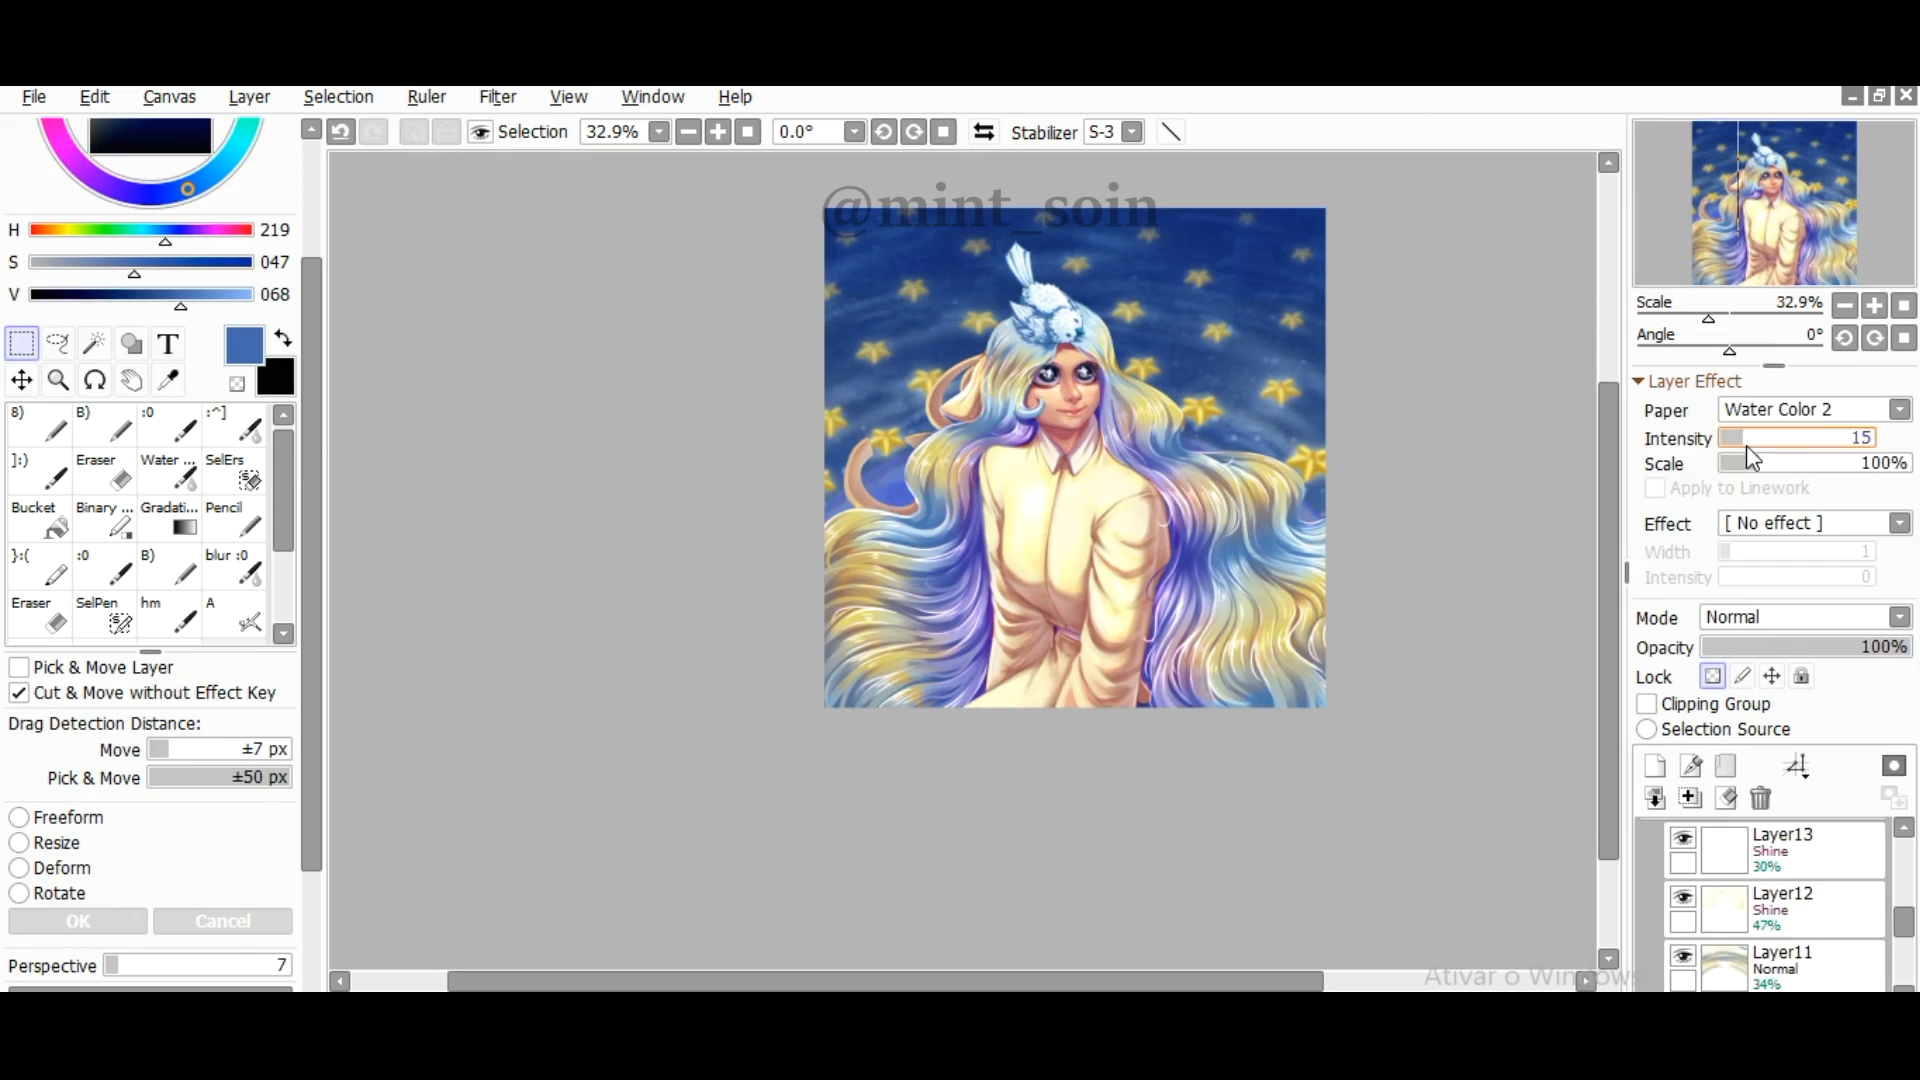 File Edit Canvas Layer Selection Ruler Filter View Window Help
Selection 32.9% 0.0° Stabilizer S-3
@mint_soin
H 219
S 047
V 068
T
8) B) :0 :^]
]:) Eraser Water ... SelErs
Bucket Binary ... Gradati... Pencil
}:( :0 B) blur :0
Eraser SelPen hm A
Pick & Move Layer
Cut & Move without Effect Key
Drag Detection Distance:
Move ±7 px
Pick & Move ±50 px
Freeform
Resize
Deform
Rotate
OK Cancel
Perspective 7
Scale 32.9%
Angle 0°
Layer Effect
Paper Water Color 2
Intensity 15
Scale 100%
Apply to Linework
Effect [ No effect ]
Width 1
Intensity 0
Mode Normal
Opacity 100%
Lock
Clipping Group
Selection Source
Layer13
Shine
30%
Layer12
Shine
47%
Layer11
Normal
34%
Ativar o Windows